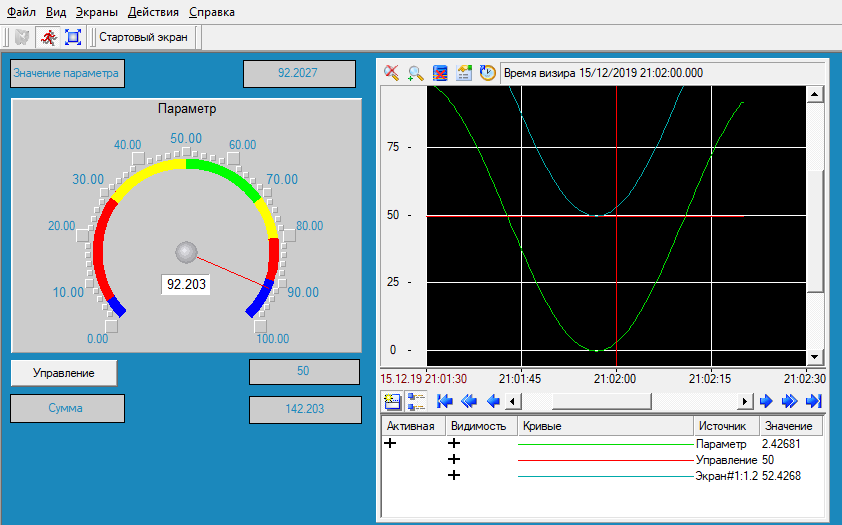 Файл Вид Экраны Действия Справка
Стартовый экран
Значение параметра 92.2027
Параметр
0.00 10.00 20.00 30.00 40.00 50.00 60.00 70.00 80.00 90.00 100.00
92.203
Управление 50
Сумма 142.203
Время визира 15/12/2019 21:02:00.000
75
50
25
0
15.12.19 21:01:30 21:01:45 21:02:00 21:02:15 21:02:30
Активная Видимость Кривые Источник Значение
Параметр 2.42681
Управление 50
Экран#1:1.2 52.4268